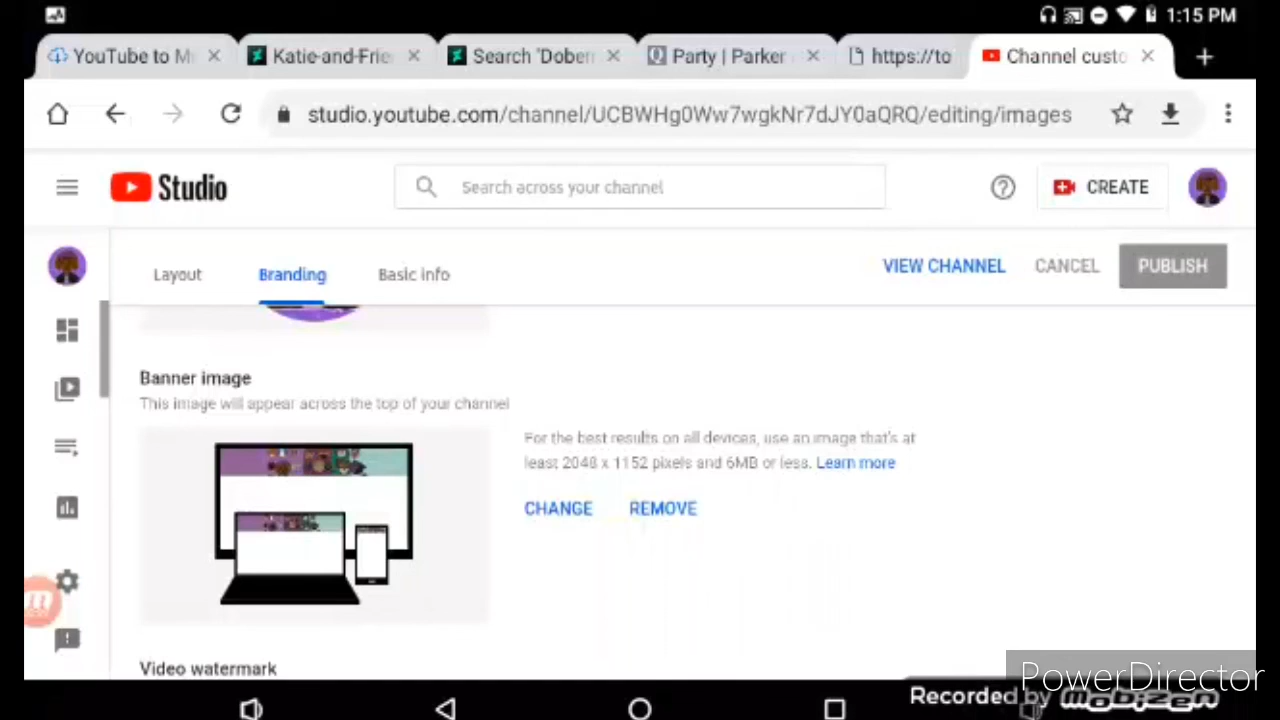 1:15 PM
YouTube to M
Katie-and-Frie
Search 'Dober
Party | Parker
https://to
Channel custo
studio.youtube.com/channel/UCBWHg0Ww7wgkNr7dJY0aQRQ/editing/images
Studio
Search across your channel
CREATE
Layout
Branding
Basic info
VIEW CHANNEL
CANCEL
PUBLISH
Banner image
This image will appear across the top of your channel
For the best results on all devices, use an image that's at
least 2048 x 1152 pixels and 6MB or less. Learn more
CHANGE
REMOVE
Video watermark
PowerDirector
Recorded by mobizen